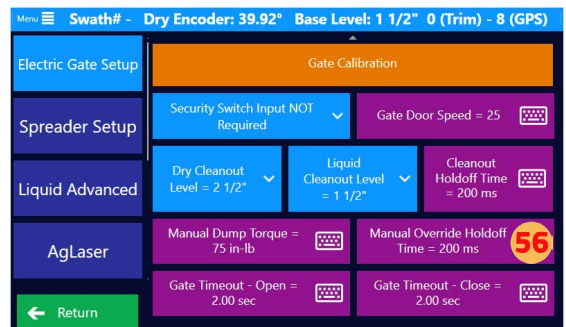 Menu Swath# - Dry Encoder: 39.92° Base Level: 1 1/2" 0 (Trim) - 8 (GPS)
Electric Gate Setup
Gate Calibration
Spreader Setup
Security Switch Input NOT
Required
Gate Door Speed = 25
Liquid Advanced
Dry Cleanout
Level = 2 1/2"
Liquid
Cleanout Level
= 1 1/2"
Cleanout
Holdoff Time
= 200 ms
AgLaser
Manual Dump Torque =
75 in-lb
Manual Override Holdoff
Time = 200 ms
56
Gate Timeout - Open =
2.00 sec
Gate Timeout - Close =
2.00 sec
Return